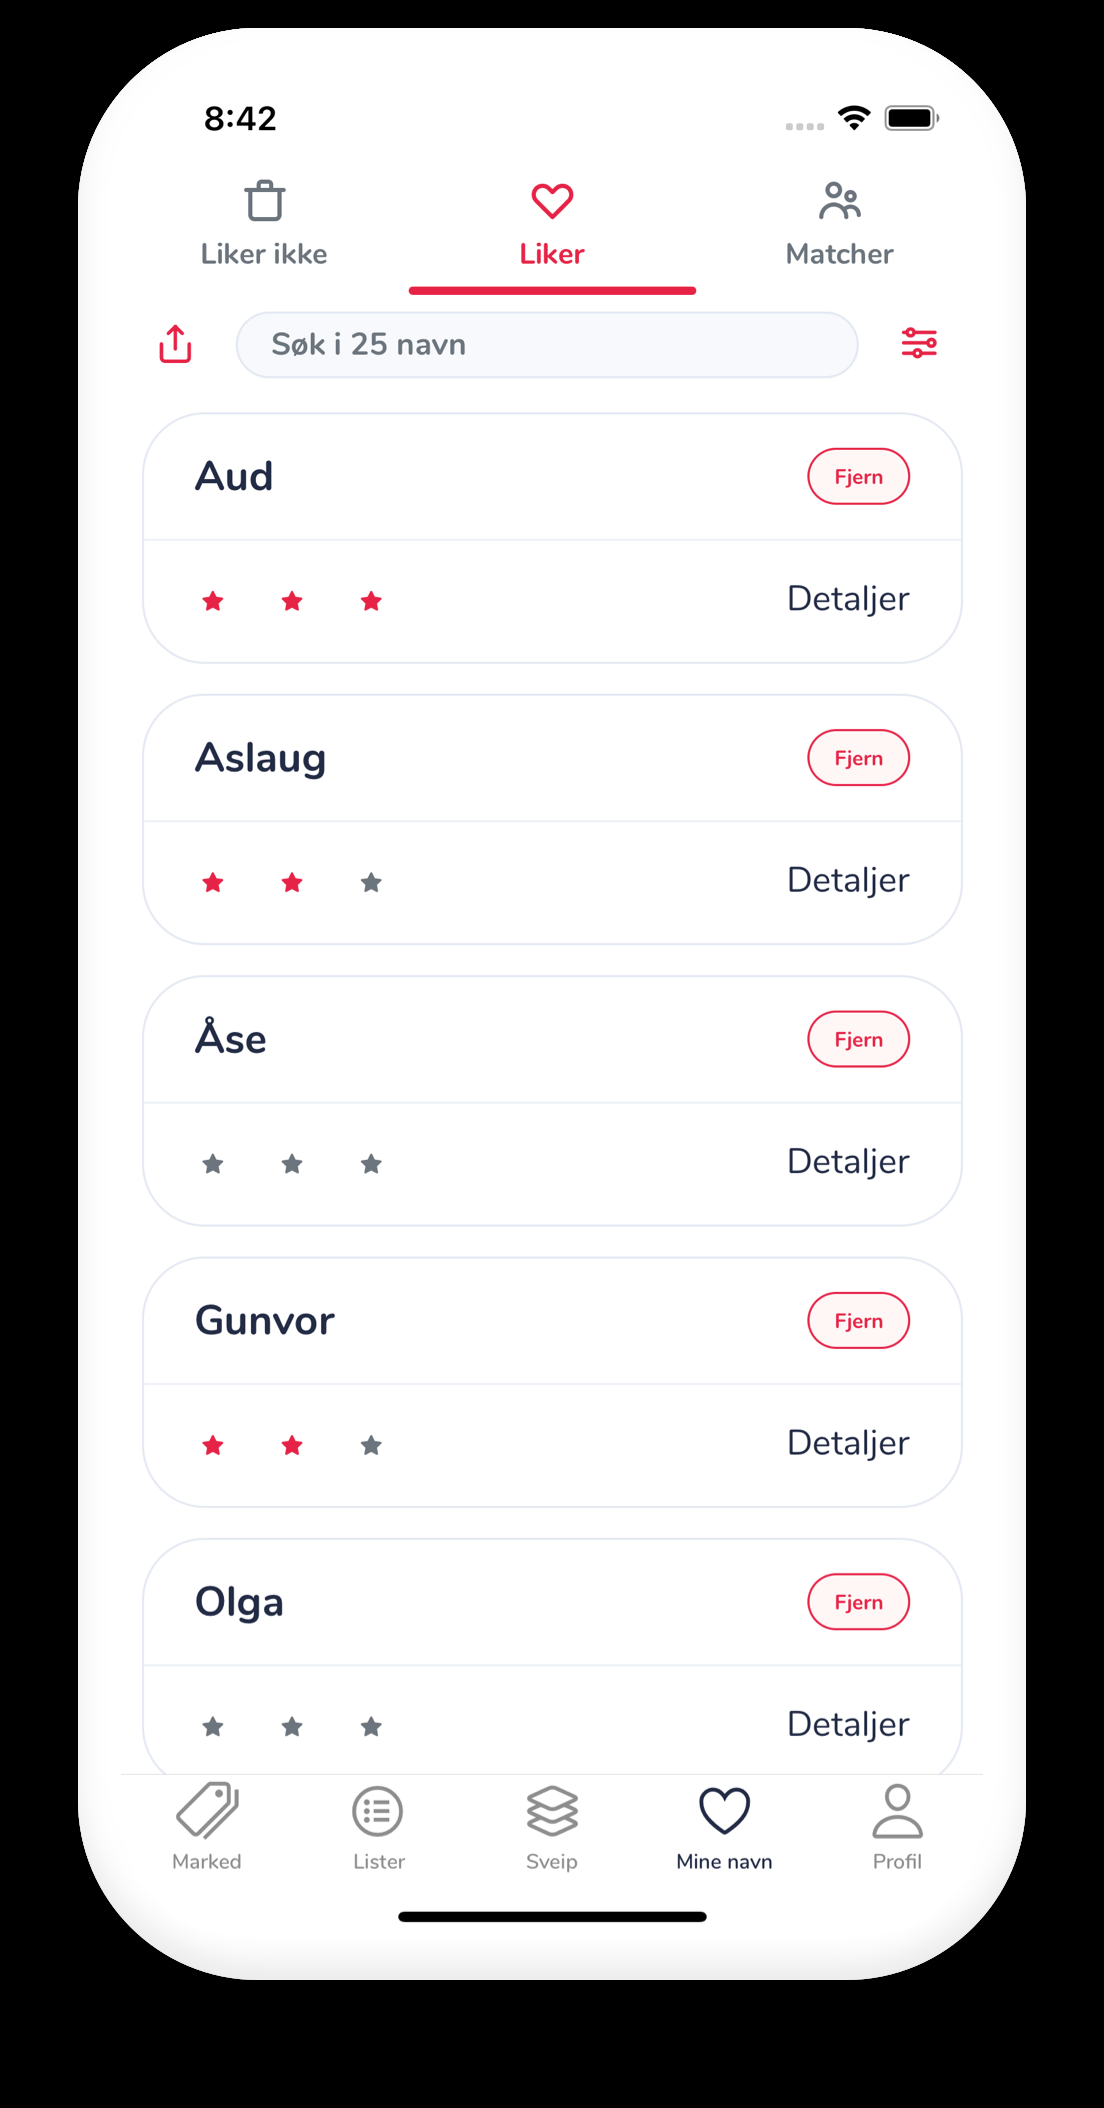 8:42
Liker ikke
Liker
Matcher
Søk i 25 navn
Aud
Fjern
Detaljer
Aslaug
Fjern
Detaljer
Åse
Fjern
Detaljer
Gunvor
Fjern
Detaljer
Olga
Fjern
Detaljer
Marked
Lister
Sveip
Mine navn
Profil